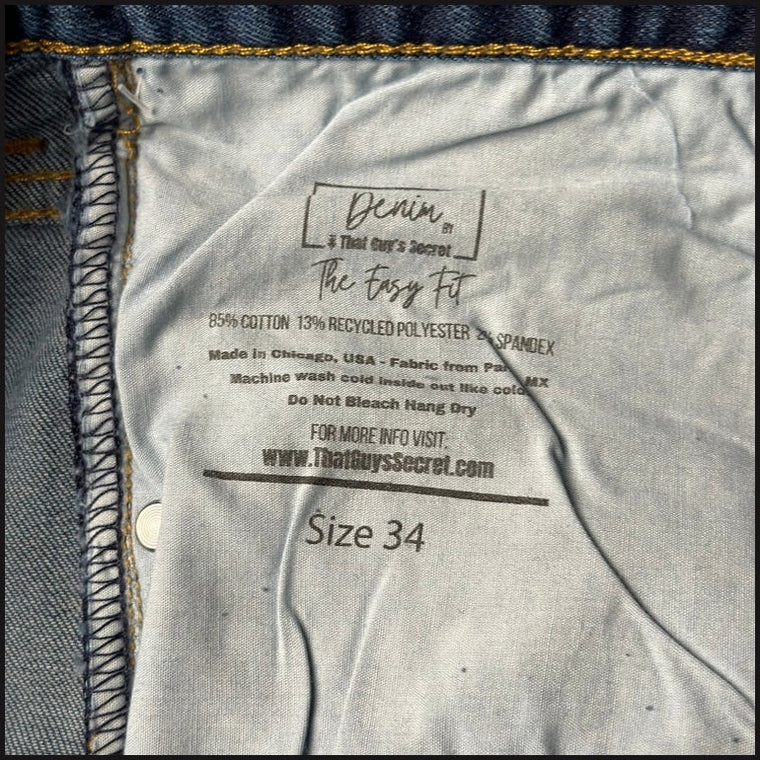 Denim
BY
That Guy's Secret
The Easy Fit
85% COTTON 13% RECYCLED POLYESTER 2% SPANDEX
Made in Chicago, USA - Fabric from MX
Machine wash cold inside out like cold
Do Not Bleach Hang Dry
FOR MORE INFO VISIT:
www.ThatGuysSecret.com
Size 34